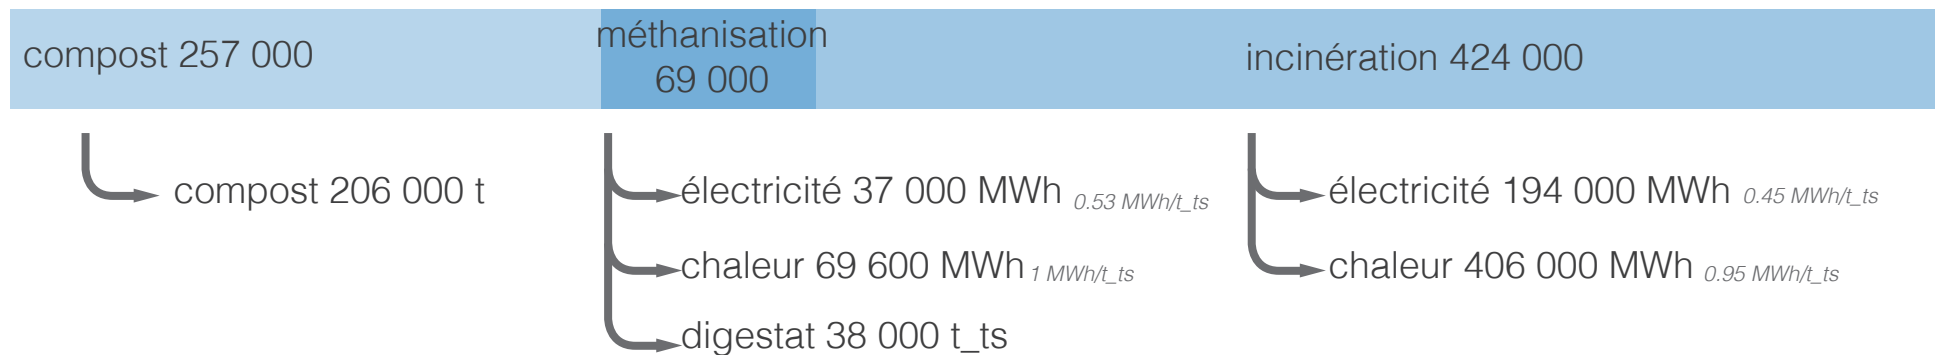 compost 257 000
méthanisation
69 000
incinération 424 000
compost 206 000 t
électricité 37 000 MWh 0.53 MWh/t_ts
électricité 194 000 MWh 0.45 MWh/t_ts
chaleur 69 600 MWh 1 MWh/t_ts
chaleur 406 000 MWh 0.95 MWh/t_ts
digestat 38 000 t_ts